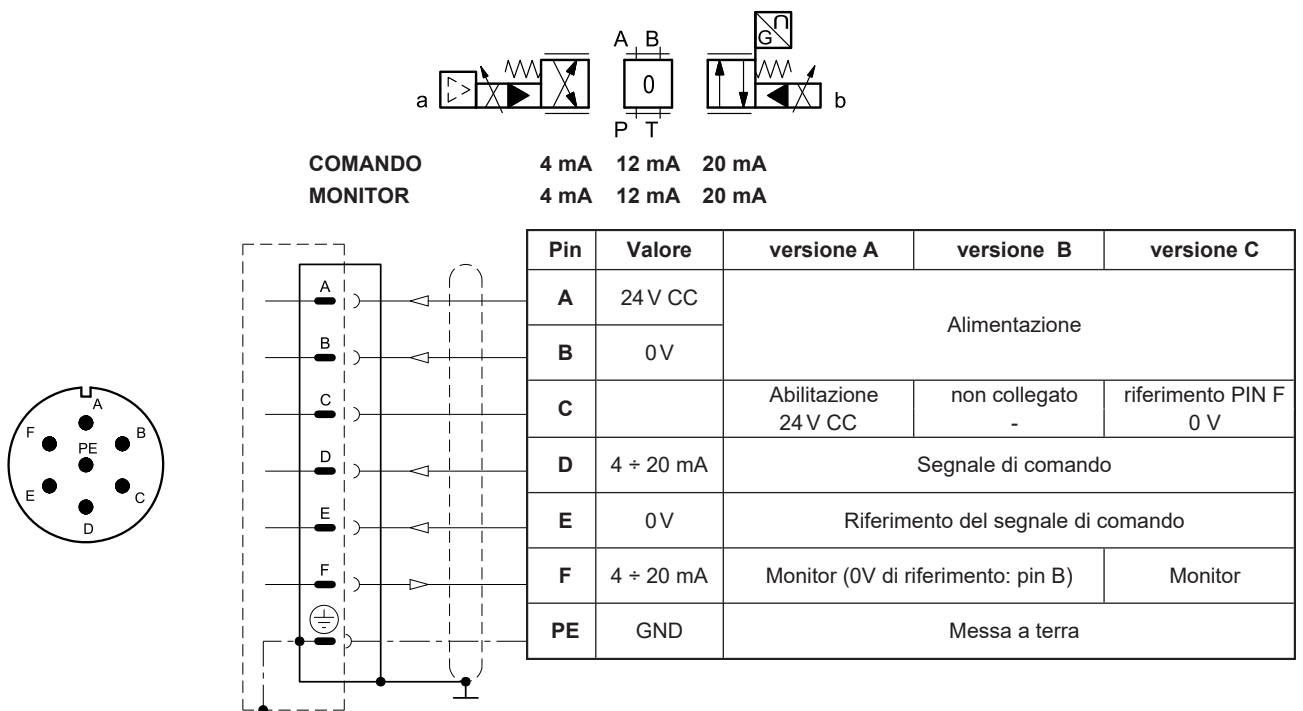 G
A B
a 0 b
P T
COMANDO 4 mA 12 mA 20 mA
MONITOR 4 mA 12 mA 20 mA
Pin Valore versione A versione B versione C
A A 24 V CC Alimentazione
B B 0 V
C C Abilitazione 24 V CC non collegato - riferimento PIN F 0 V
D D 4 ÷ 20 mA Segnale di comando
E E 0 V Riferimento del segnale di comando
F F 4 ÷ 20 mA Monitor (0V di riferimento: pin B) Monitor
PE GND Messa a terra
A
F B
PE
E C
D